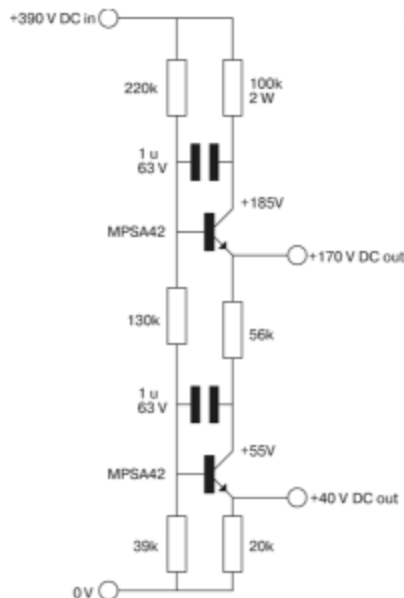 +390 V DC in
220k
100k
2 W
1 u
63 V
+185V
MPSA42
+170 V DC out
130k
56k
1 u
63 V
+55V
MPSA42
+40 V DC out
39k
20k
0 V